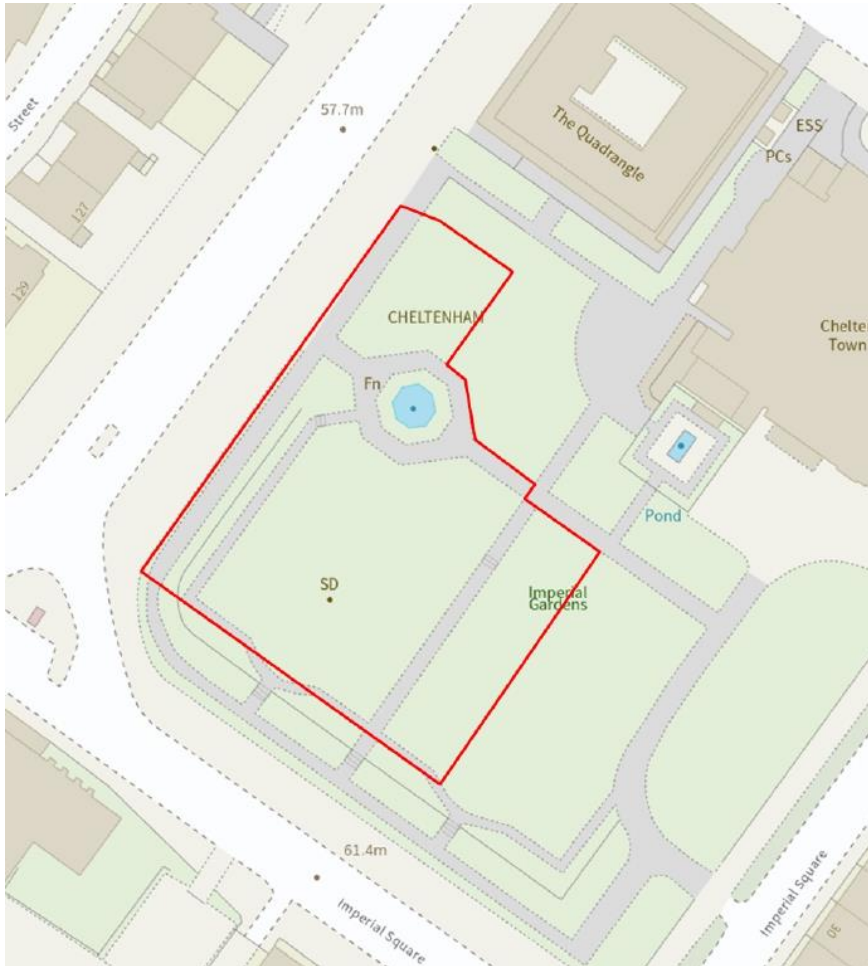 Street
57.7m
127
129
The Quadrangle
ESS
PCs
CHELTENHAM
Chelte
Town
Fn
Pond
SD
Imperial
Gardens
61.4m
Imperial Square
Imperial Square
30